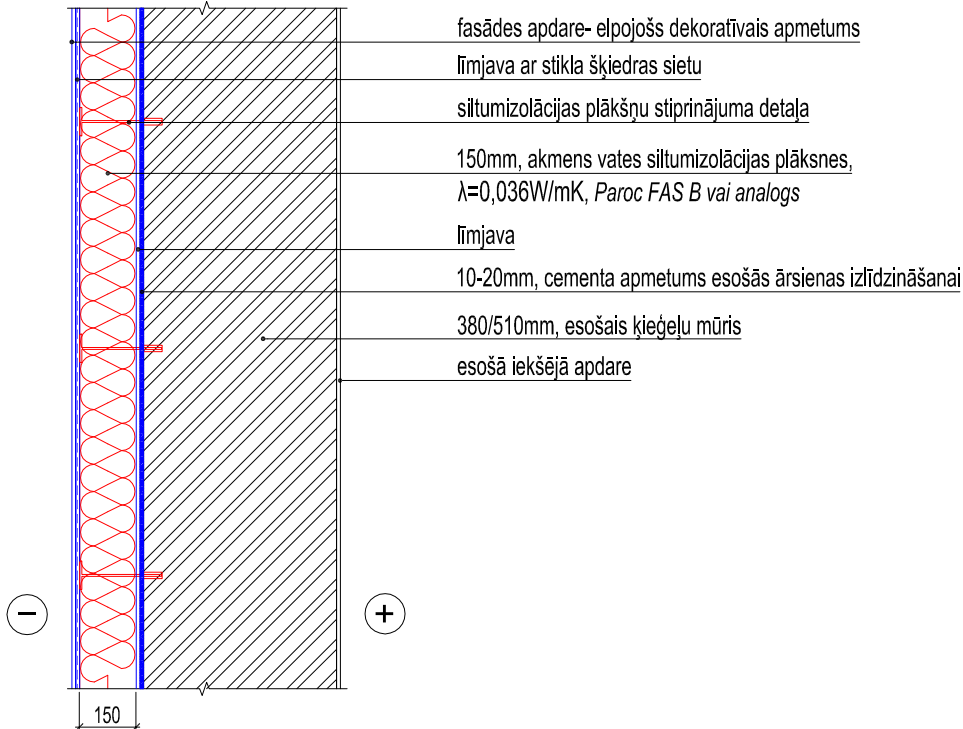 fasādes apdare- elpojošs dekoratīvais apmetums
līmjava ar stikla šķiedras sietu
siltumizolācijas plākšņu stiprinājuma detaļa
150mm, akmens vates siltumizolācijas plāksnes,
λ=0,036W/mK, Paroc FAS B vai analogs
līmjava
10-20mm, cementa apmetums esošās ārsienas izlīdzināšanai
380/510mm, esošais ķieģeļu mūris
esošā iekšējā apdare
− +
150